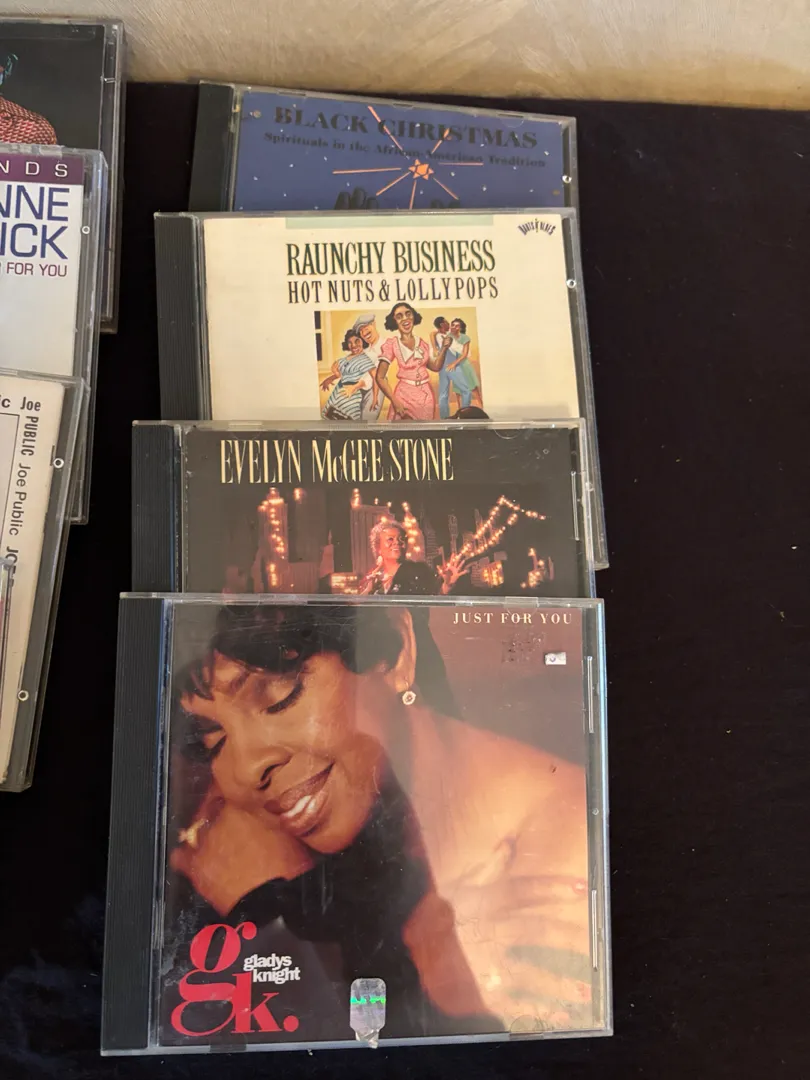 NDS
NNE
ICK
FOR YOU
Joe
PUBLIC
Joe Public
BLACK CHRISTMAS
Spirituals in the African-American Tradition
RAUNCHY BUSINESS
HOT NUTS & LOLLYPOPS
EVELYN McGEE STONE
JUST FOR YOU
gk.
gladys
knight